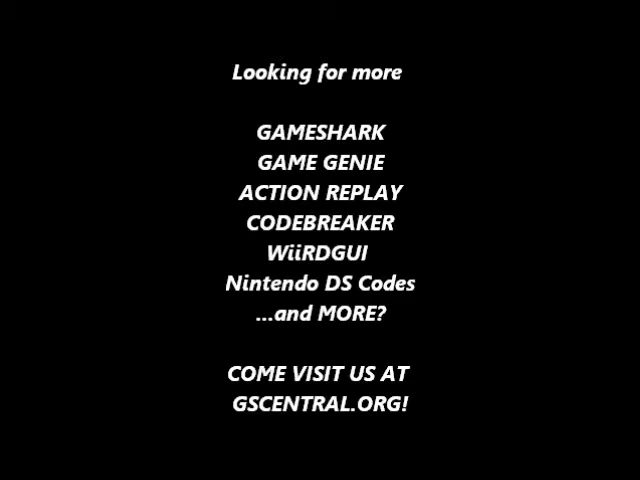 Looking for more
GAMESHARK
GAME GENIE
ACTION REPLAY
CODEBREAKER
WiiRDGUI
Nintendo DS Codes
...and MORE?
COME VISIT US AT
GSCENTRAL.ORG!